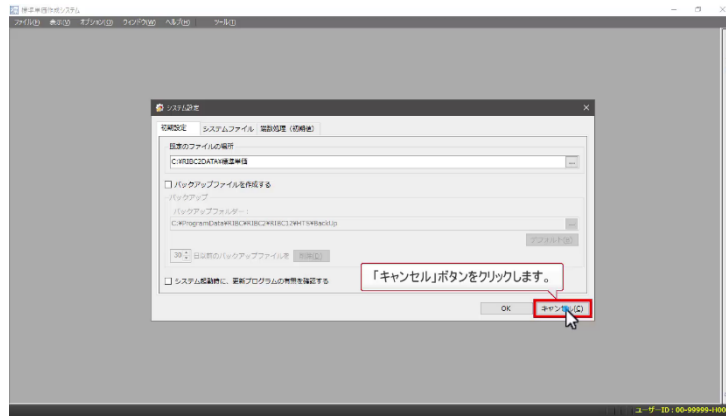 標準単価作成システム
ファイル(F) 表示(V) オプション(O) ウィンドウ(W) ヘルプ(H) ツール(T)
システム設定
初期設定 システムファイル 端数処理(初期値)
既定のファイルの場所
C:¥RIBC2DATA¥標準単価
バックアップファイルを作成する
バックアップ
バックアップフォルダー:
C:¥ProgramData¥RIBC¥RIBC2¥RIBC12¥HTS¥BackUp
デフォルト(D)
30 日以前のバックアップファイルを
システム起動時に、更新プログラムの有無を確認する
「キャンセル」ボタンをクリックします。
OK キャンセル(C)
ユーザーID:00-99999-H00